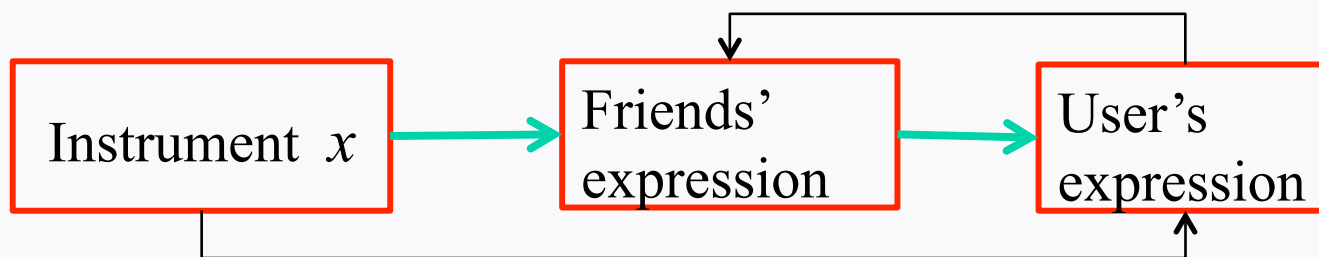 Instrument x
Friends’
expression
User’s
expression